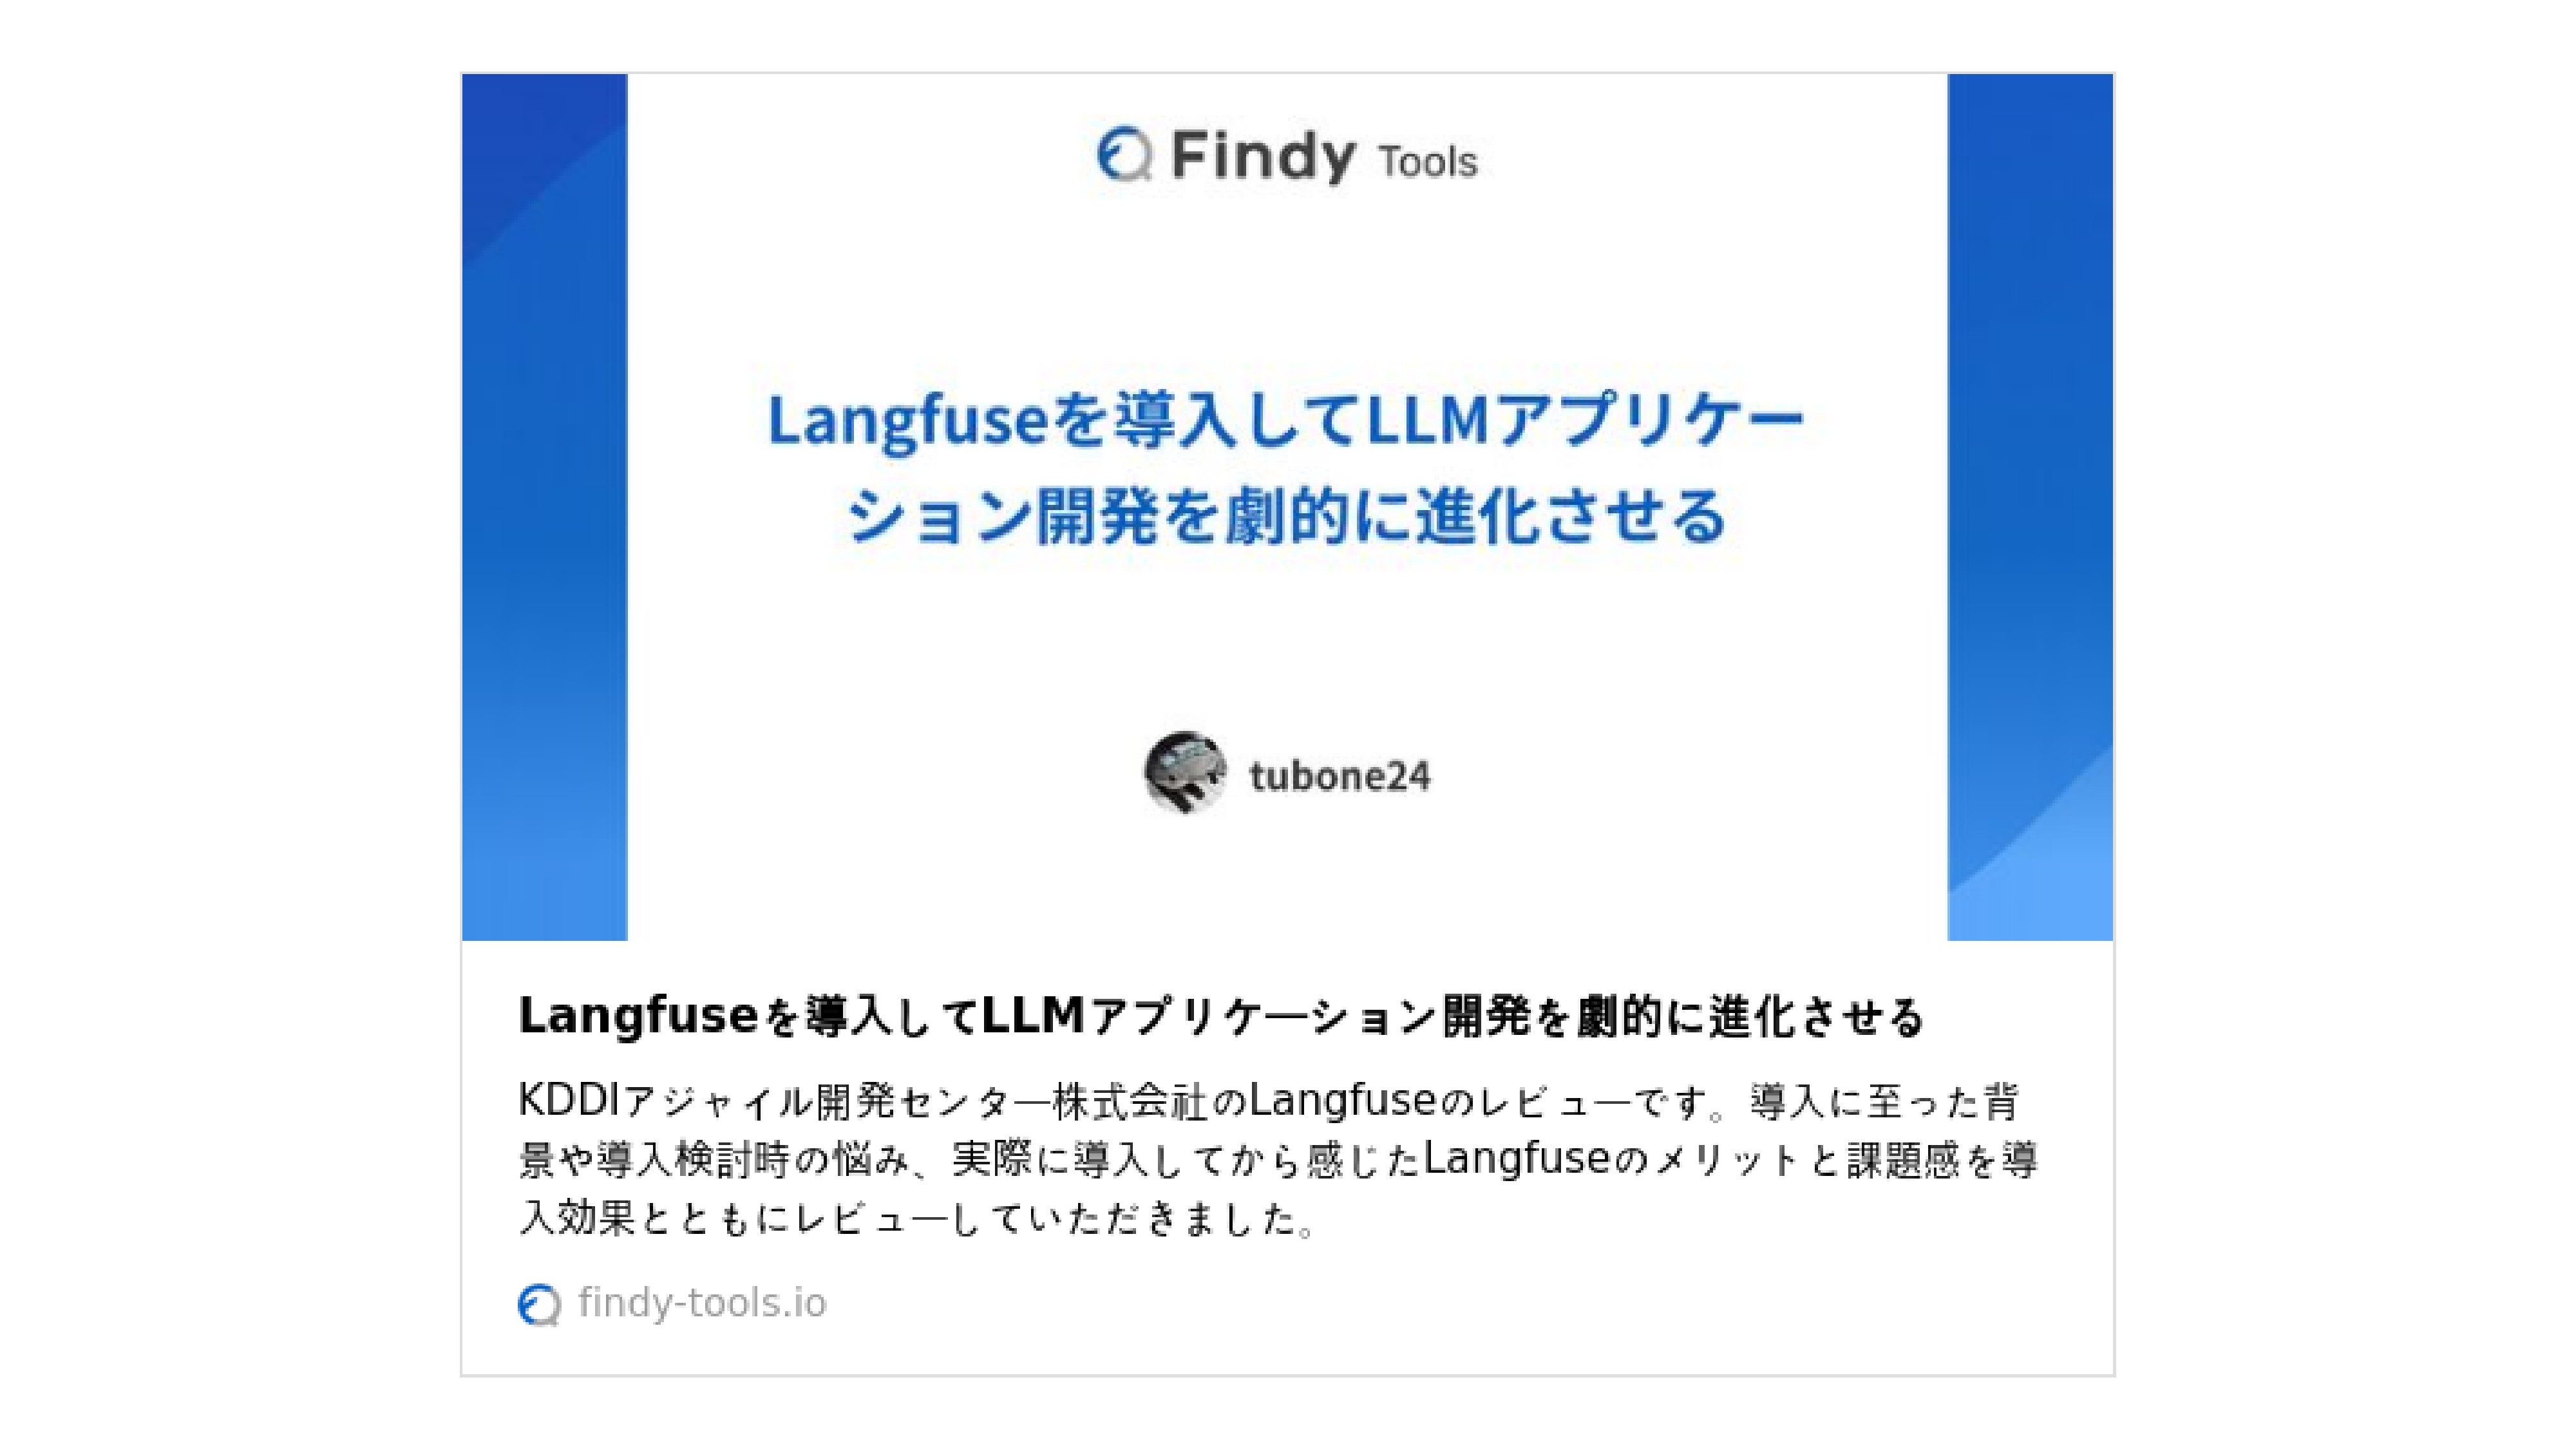 Findy Tools
Langfuseを導入してLLMアプリケー
ション開発を劇的に進化させる
tubone24
Langfuseを導入してLLMアプリケーション開発を劇的に進化させる
KDDIアジャイル開発センター株式会社のLangfuseのレビューです。導入に至った背
景や導入検討時の悩み、実際に導入してから感じたLangfuseのメリットと課題感を導
入効果とともにレビューしていただきました。
findy-tools.io